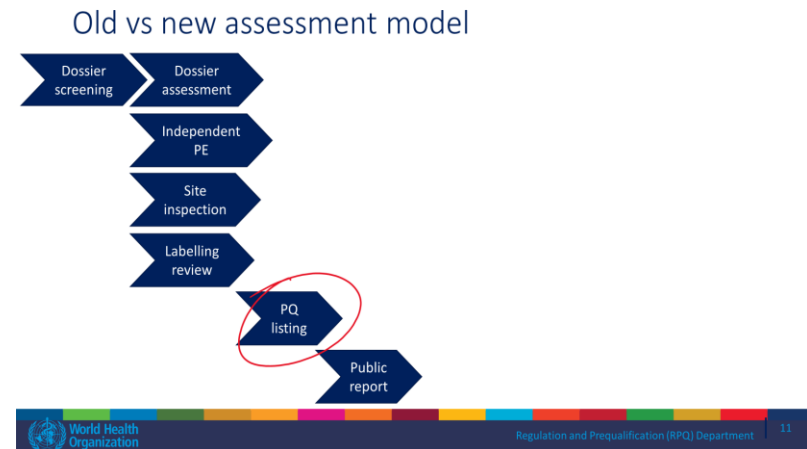 Old vs new assessment model
Dossier
screening
Dossier
assessment
Independent
PE
Site
inspection
Labelling
review
PQ
listing
Public
report
World Health
Organization
Regulation and Prequalification (RPQ) Department
11